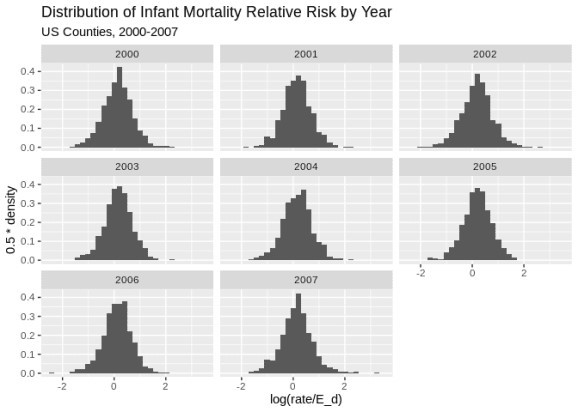 Distribution of Infant Mortality Relative Risk by Year
US Counties, 2000-2007
2000 2001 2002
0.4
0.3
0.2
0.1
0.0
2003 2004 2005
0.4
0.3
0.2
0.1
0.0
-2 0 2
2006 2007
0.4
0.3
0.2
0.1
0.0
-2 0 2 -2 0 2
0.5 * density
log(rate/E_d)